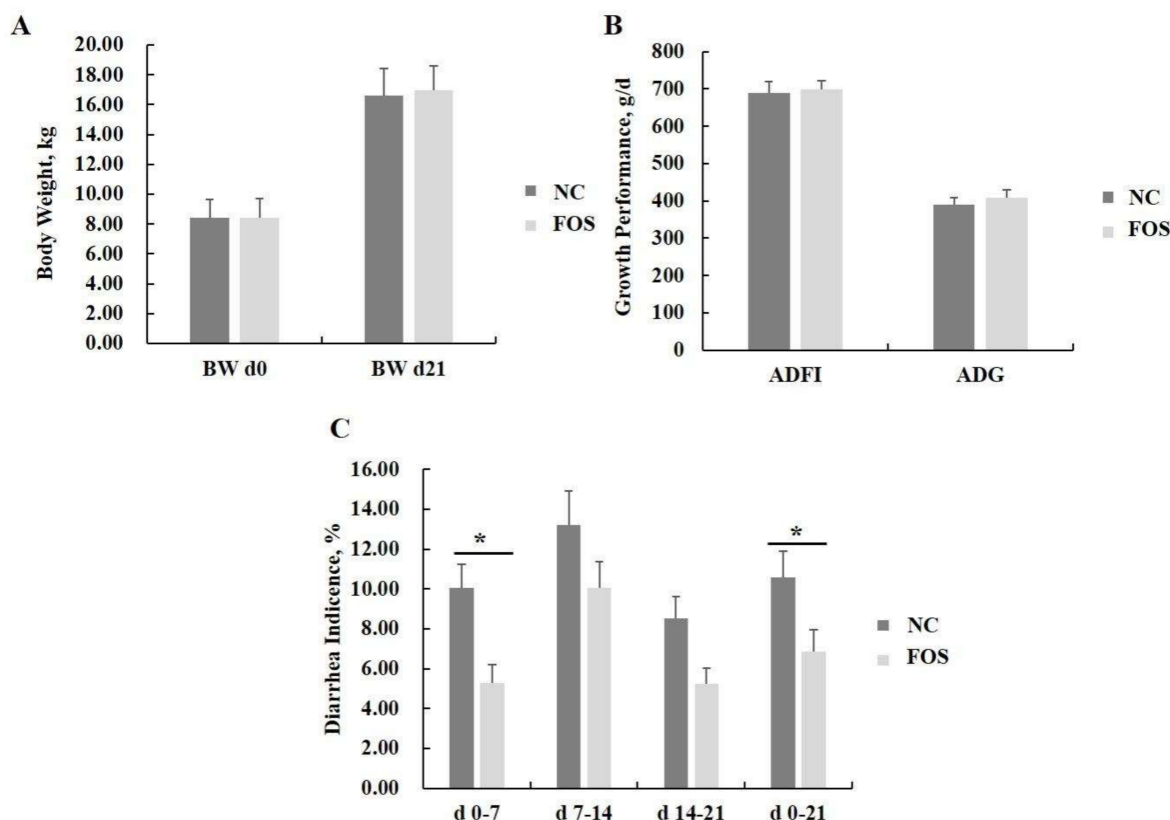 A
Body Weight, kg
20.00
18.00
16.00
14.00
12.00
10.00
8.00
6.00
4.00
2.00
0.00
BW d0
BW d21
NC
FOS
B
Growth Performance, g/d
800
700
600
500
400
300
200
100
0
ADFI
ADG
NC
FOS
C
Diarrhea Indicence, %
16.00
14.00
12.00
10.00
8.00
6.00
4.00
2.00
0.00
*
*
d 0-7
d 7-14
d 14-21
d 0-21
NC
FOS